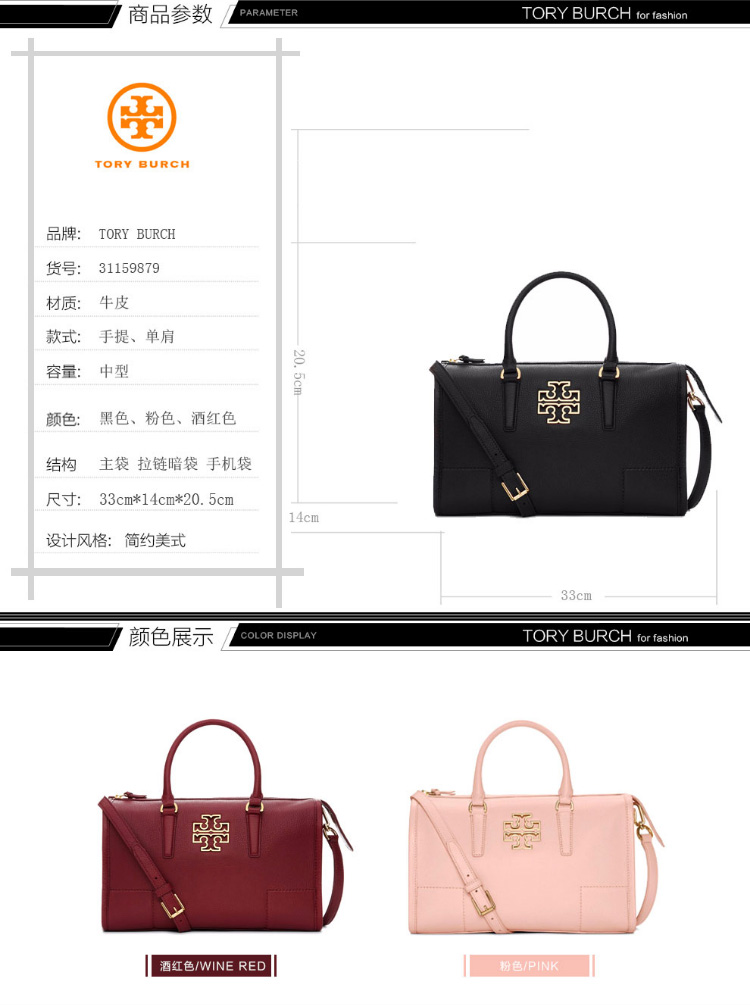 商品参数 PARAMETER TORY BURCH for fashion
TORY BURCH
品牌: TORY BURCH
货号: 31159879
材质: 牛皮
款式: 手提、单肩
容量: 中型
颜色: 黑色、粉色、酒红色
结构 主袋 拉链暗袋 手机袋
尺寸: 33cm*14cm*20.5cm
设计风格: 简约美式
20.5cm
14cm
33cm
颜色展示 COLOR DISPLAY TORY BURCH for fashion
酒红色/WINE RED
粉色/PINK